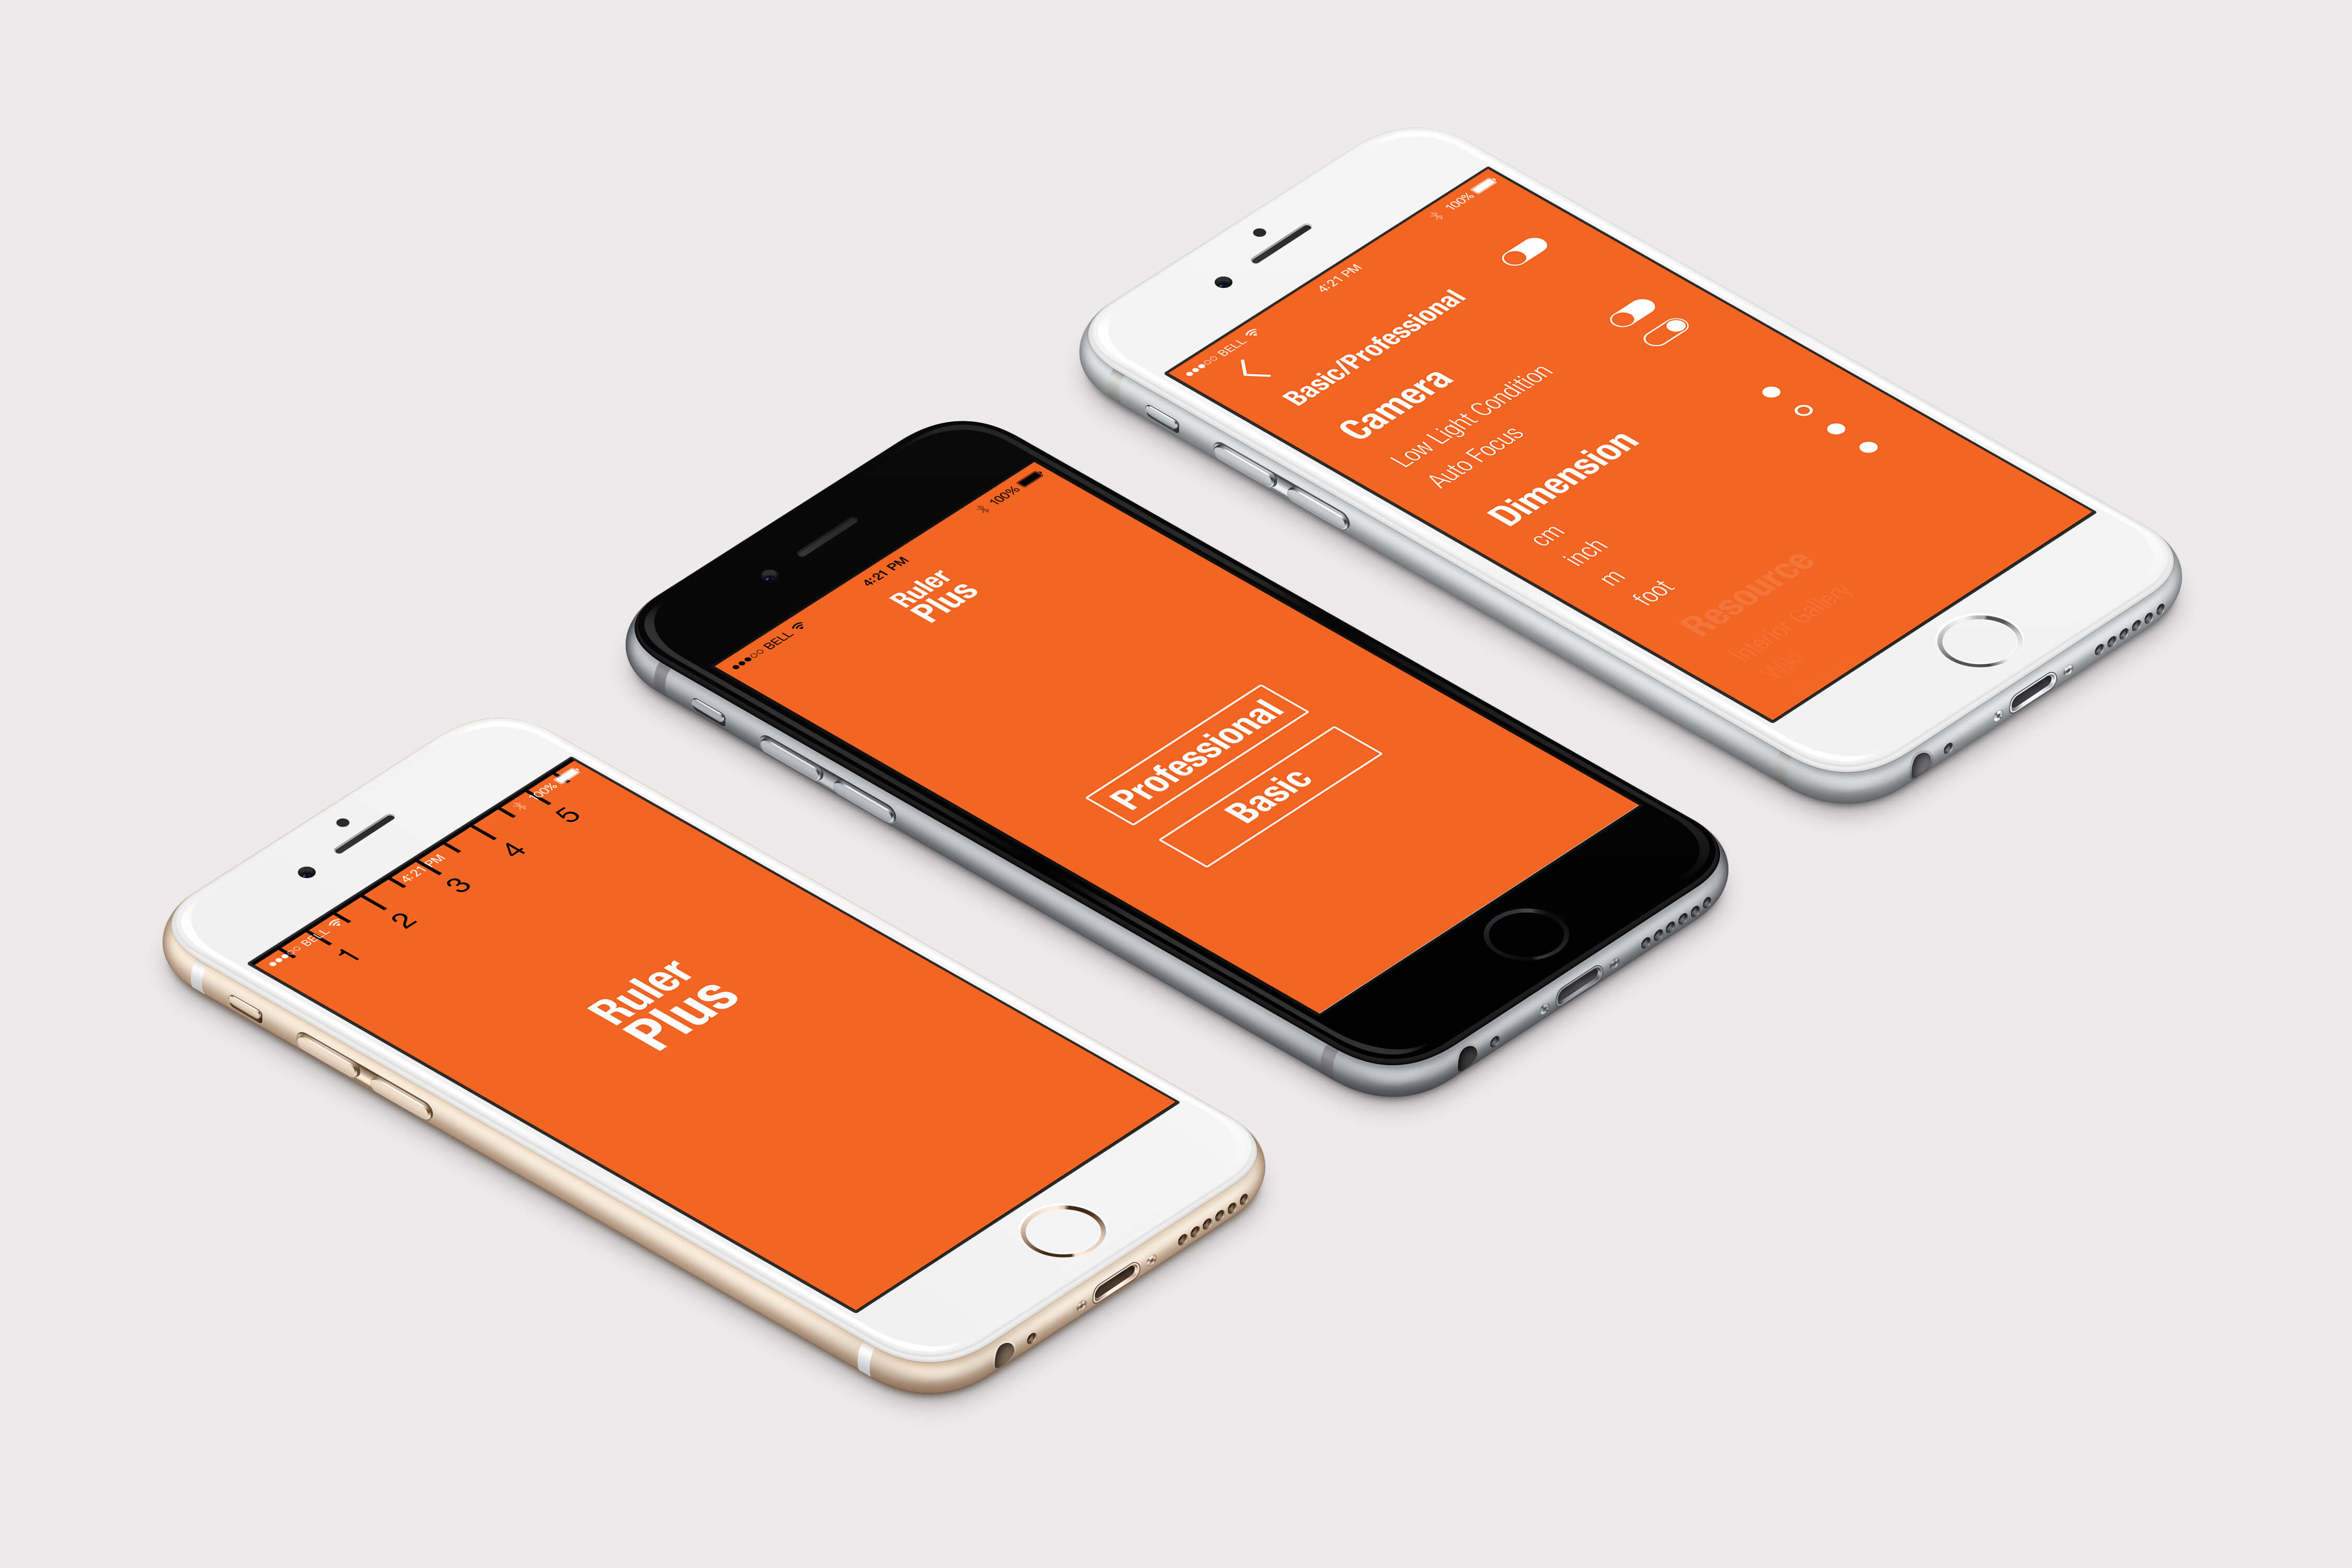 ●●●○○ BELL
4:21 PM
100%
1 2 3 4 5
Ruler
Plus
●●●○○ BELL
4:21 PM
100%
Ruler
Plus
Professional
Basic
●●●○○ BELL
4:21 PM
100%
Basic/Professional
Camera
Low Light Condition
Auto Focus
Dimension
cm
inch
m
foot
Resource
Interior Gallery
Wiki